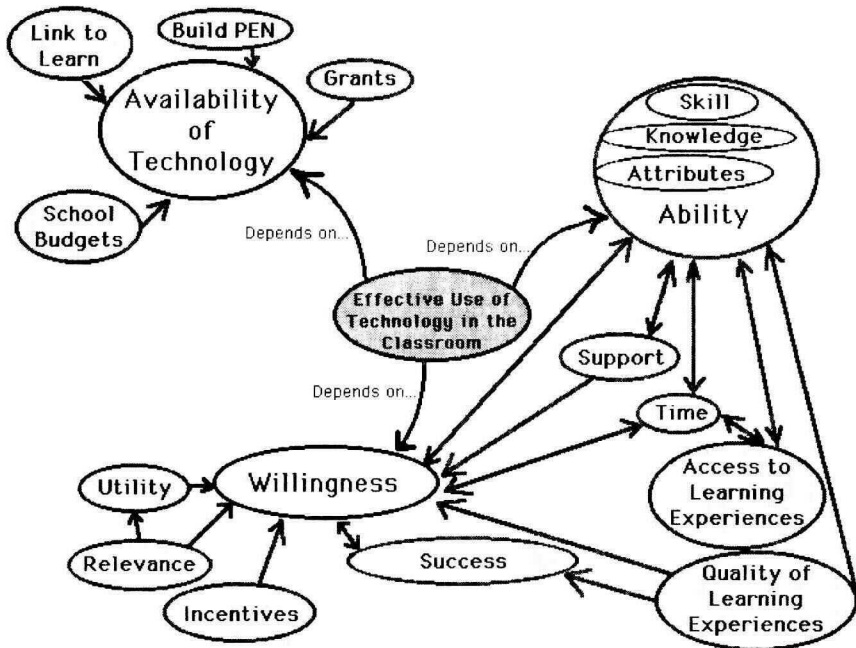 Link to
Learn
Build PEN
Grants
Availability
of
Technology
School
Budgets
Skill
Knowledge
Attributes
Ability
Depends on...
Depends on...
Effective Use of
Technology in the
Classroom
Depends on...
Support
Time
Access to
Learning
Experiences
Utility
Willingness
Relevance
Success
Incentives
Quality of
Learning
Experiences